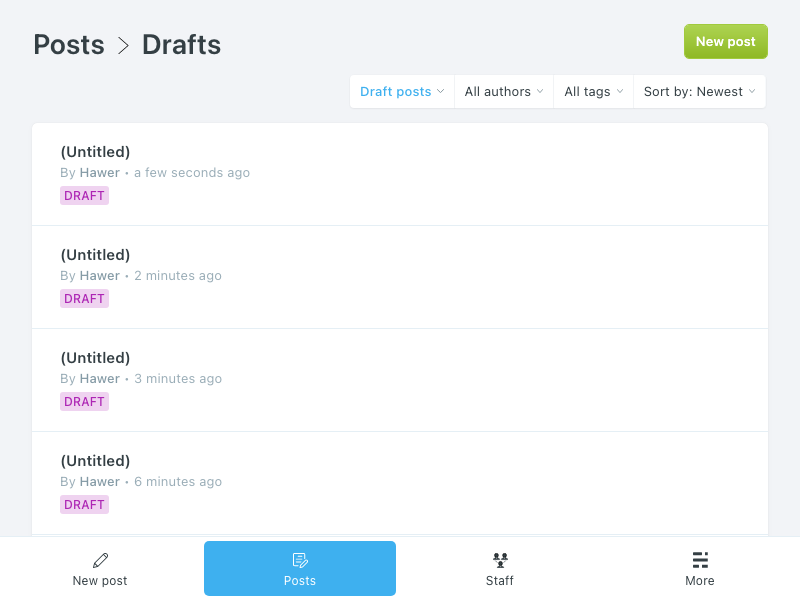 Posts > Drafts
New post
Draft posts
All authors
All tags
Sort by: Newest
(Untitled)
By Hawer • a few seconds ago
DRAFT
(Untitled)
By Hawer • 2 minutes ago
DRAFT
(Untitled)
By Hawer • 3 minutes ago
DRAFT
(Untitled)
By Hawer • 6 minutes ago
DRAFT
New post
Posts
Staff
More